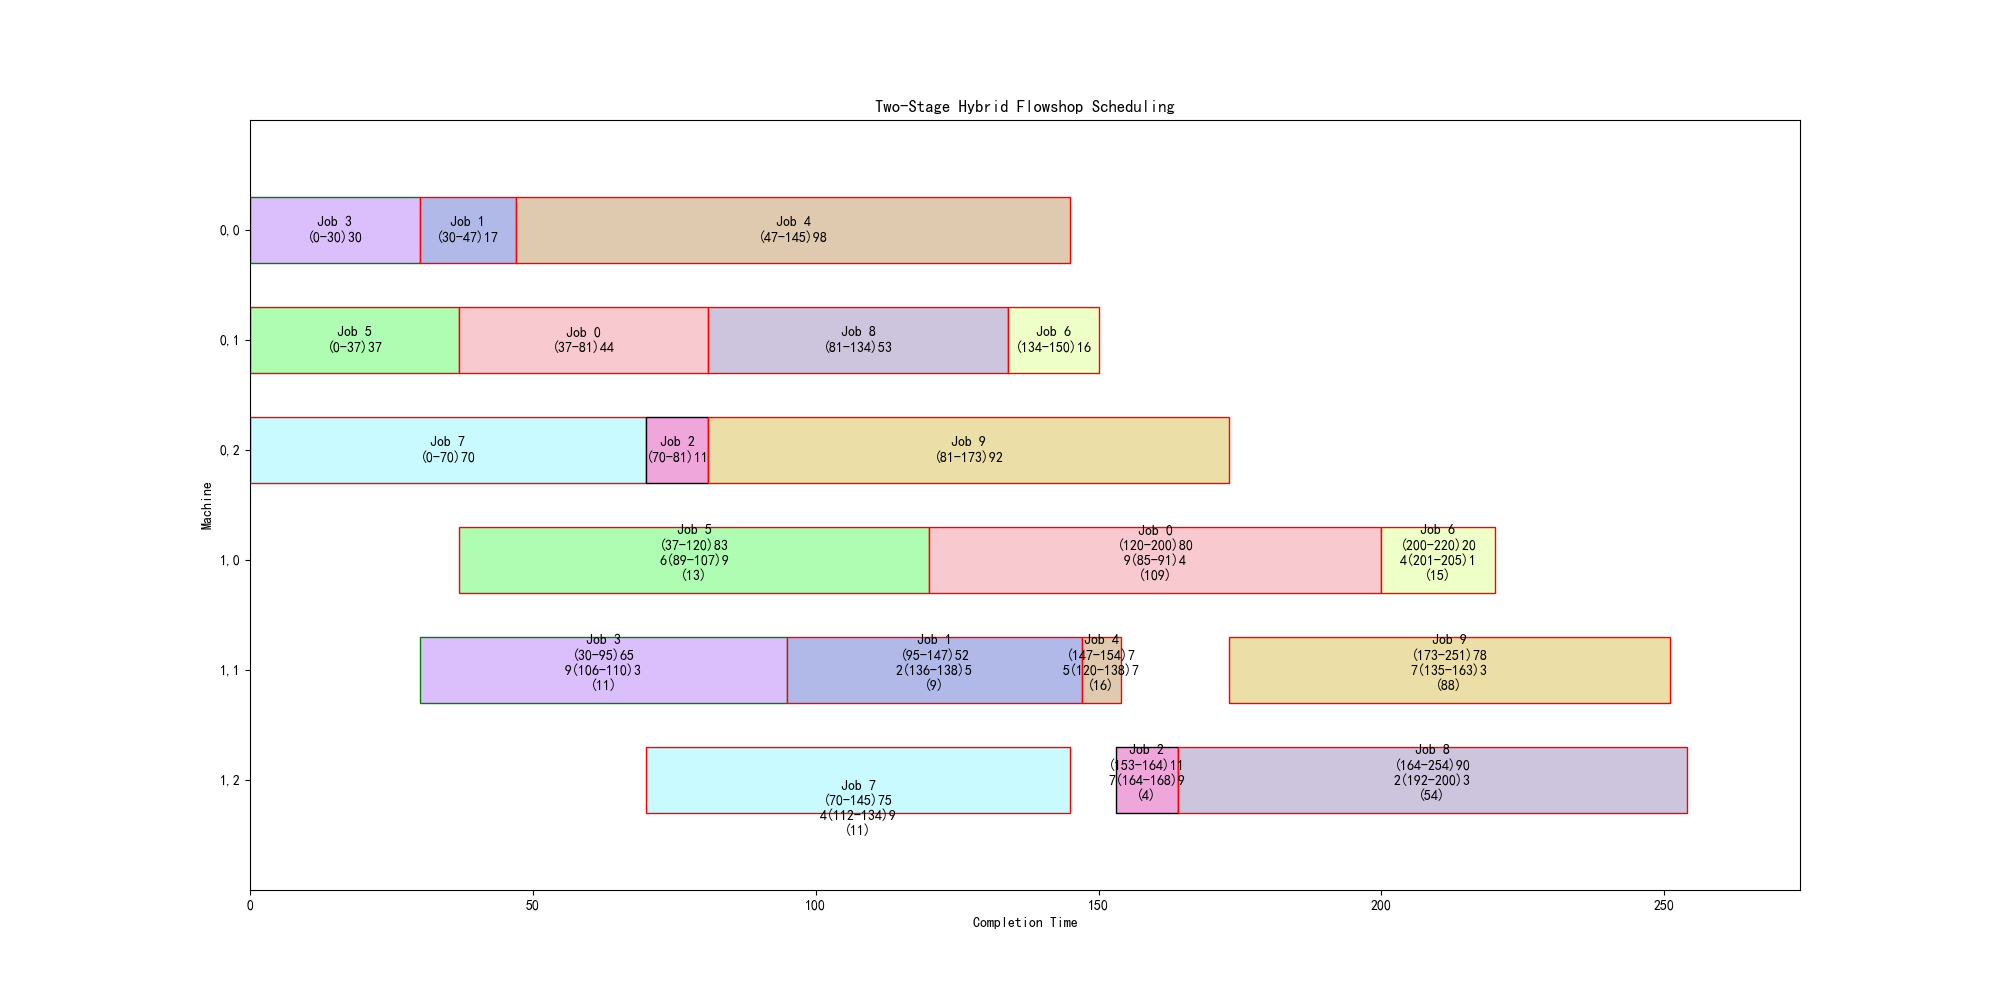 Two-Stage Hybrid Flowshop Scheduling
Machine
0,0
Job 3
(0-30)30
Job 1
(30-47)17
Job 4
(47-145)98
0,1
Job 5
(0-37)37
Job 0
(37-81)44
Job 8
(81-134)53
Job 6
(134-150)16
0,2
Job 7
(0-70)70
Job 2
(70-81)11
Job 9
(81-173)92
1,0
Job 5
(37-120)83
6(89-107)9
(13)
Job 0
(120-200)80
9(85-91)4
(109)
Job 6
(200-220)20
4(201-205)1
(15)
1,1
Job 3
(30-95)65
9(106-110)3
(11)
Job 1
(95-147)52
2(136-138)5
(9)
Job 4
(147-154)7
5(120-138)7
(16)
Job 9
(173-251)78
7(135-163)3
(88)
1,2
Job 7
(70-145)75
4(112-134)9
(11)
Job 2
(153-164)11
7(164-168)9
(4)
Job 8
(164-254)90
2(192-200)3
(54)
0
50
100
150
200
250
Completion Time